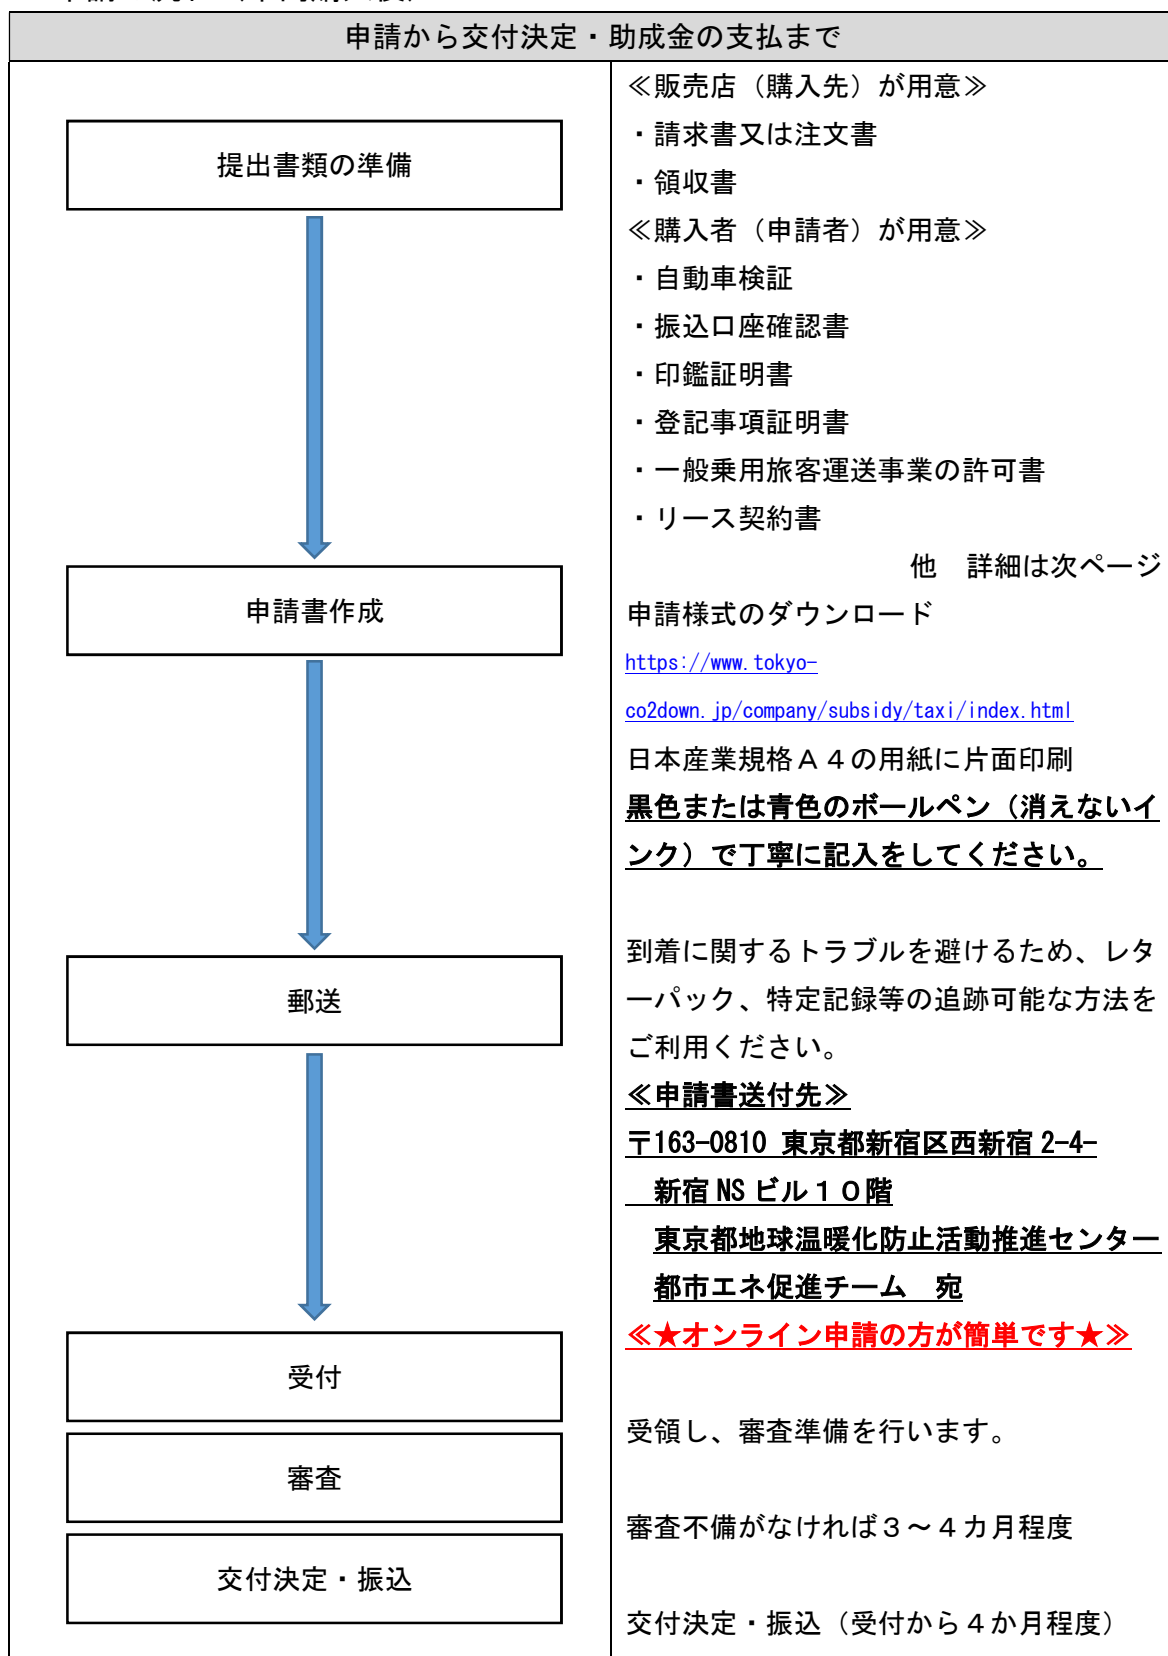 申請から交付決定・助成金の支払まで
提出書類の準備
≪販売店（購入先）が用意≫
・請求書又は注文書
・領収書
≪購入者（申請者）が用意≫
・自動車検証
・振込口座確認書
・印鑑証明書
・登記事項証明書
・一般乗用旅客運送事業の許可書
・リース契約書
他　詳細は次ページ
申請書作成
申請様式のダウンロード
https://www.tokyo-
co2down.jp/company/subsidy/taxi/index.html
日本産業規格Ａ４の用紙に片面印刷
黒色または青色のボールペン（消えないイ
ンク）で丁寧に記入をしてください。
郵送
到着に関するトラブルを避けるため、レタ
ーパック、特定記録等の追跡可能な方法を
ご利用ください。
≪申請書送付先≫
〒163-0810 東京都新宿区西新宿 2-4-
新宿 NS ビル１０階
東京都地球温暖化防止活動推進センター
都市エネ促進チーム　宛
≪★オンライン申請の方が簡単です★≫
受付
受領し、審査準備を行います。
審査
審査不備がなければ３～４カ月程度
交付決定・振込
交付決定・振込（受付から４か月程度）